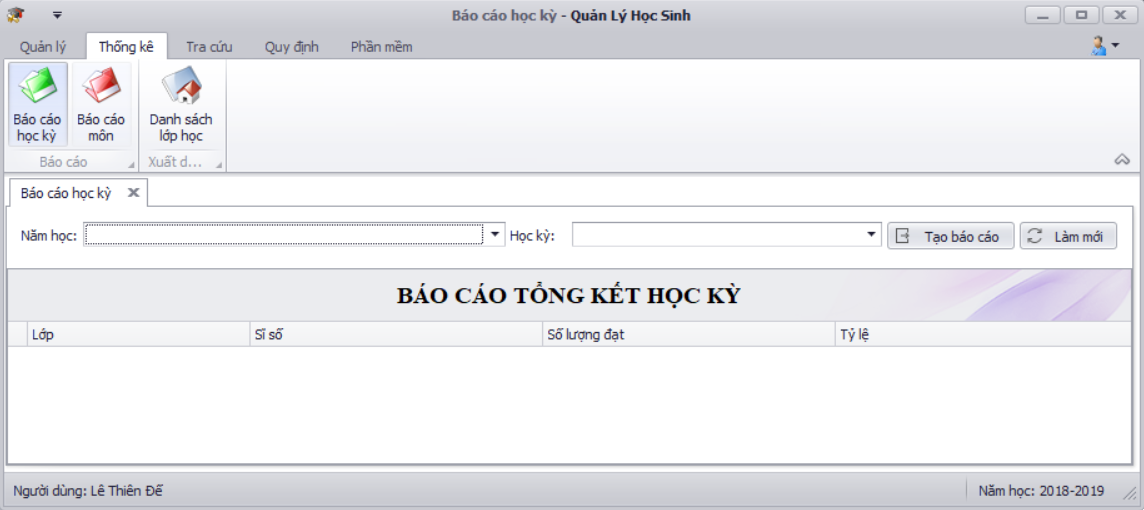 Báo cáo học kỳ - Quản Lý Học Sinh
Quản lý Thống kê Tra cứu Quy định Phần mềm
Báo cáo học kỳ
Báo cáo môn
Danh sách lớp học
Báo cáo Xuất d...
Báo cáo học kỳ
Năm học: Học kỳ: Tạo báo cáo Làm mới
BÁO CÁO TỔNG KẾT HỌC KỲ
Lớp Sĩ số Số lượng đạt Tỷ lệ
Người dùng: Lê Thiên Đế Năm học: 2018-2019